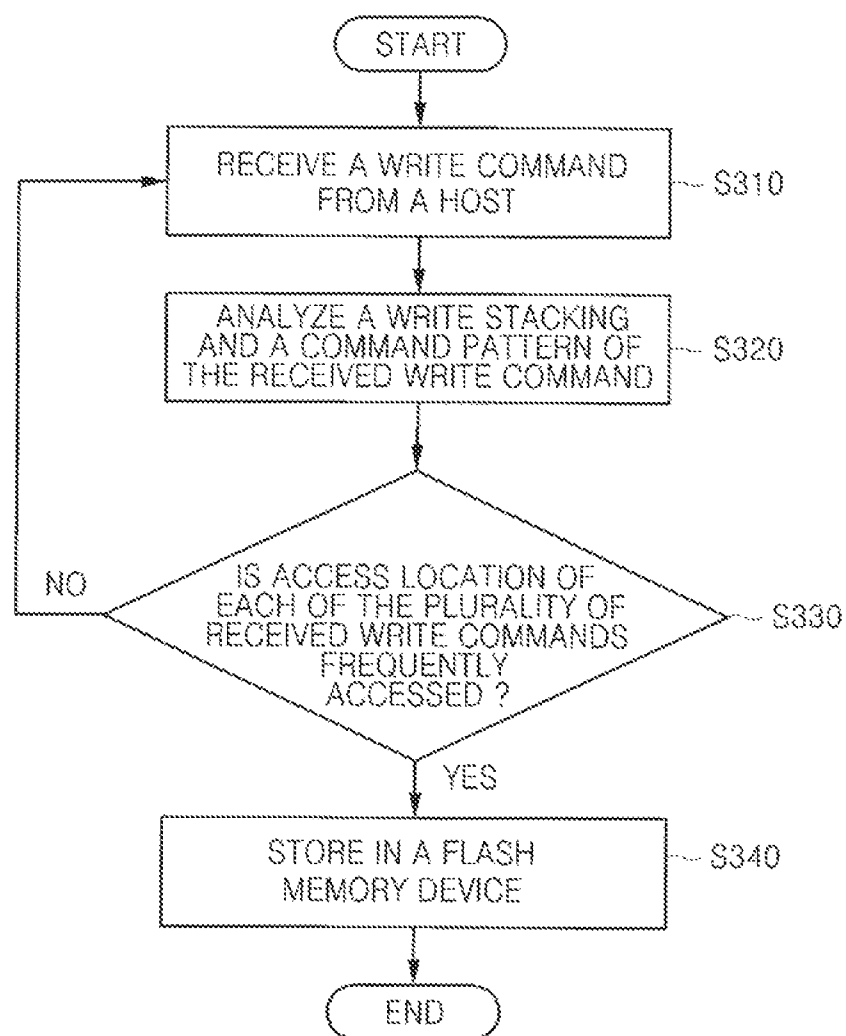 START
RECEIVE A WRITE COMMAND
FROM A HOST
S310
ANALYZE A WRITE STACKING
AND A COMMAND PATTERN OF
THE RECEIVED WRITE COMMAND
S320
NO
IS ACCESS LOCATION OF
EACH OF THE PLURALITY OF
RECEIVED WRITE COMMANDS
FREQUENTLY
ACCESSED ?
S330
YES
STORE IN A FLASH
MEMORY DEVICE
S340
END